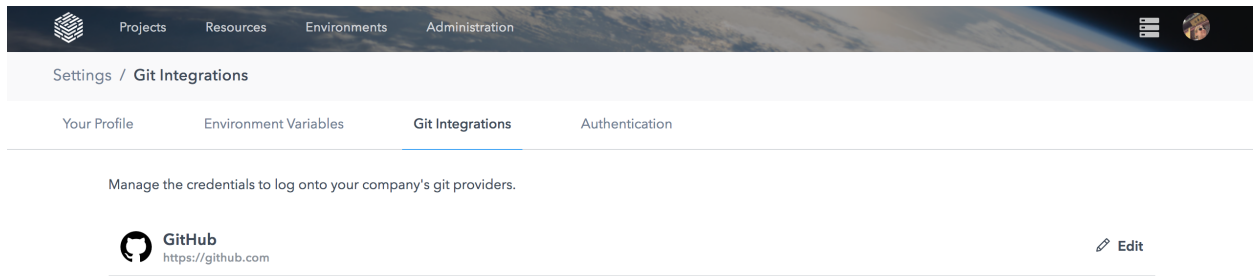 Projects Resources Environments Administration
Settings / Git Integrations
Your Profile Environment Variables Git Integrations Authentication
Manage the credentials to log onto your company's git providers.
GitHub
https://github.com
Edit